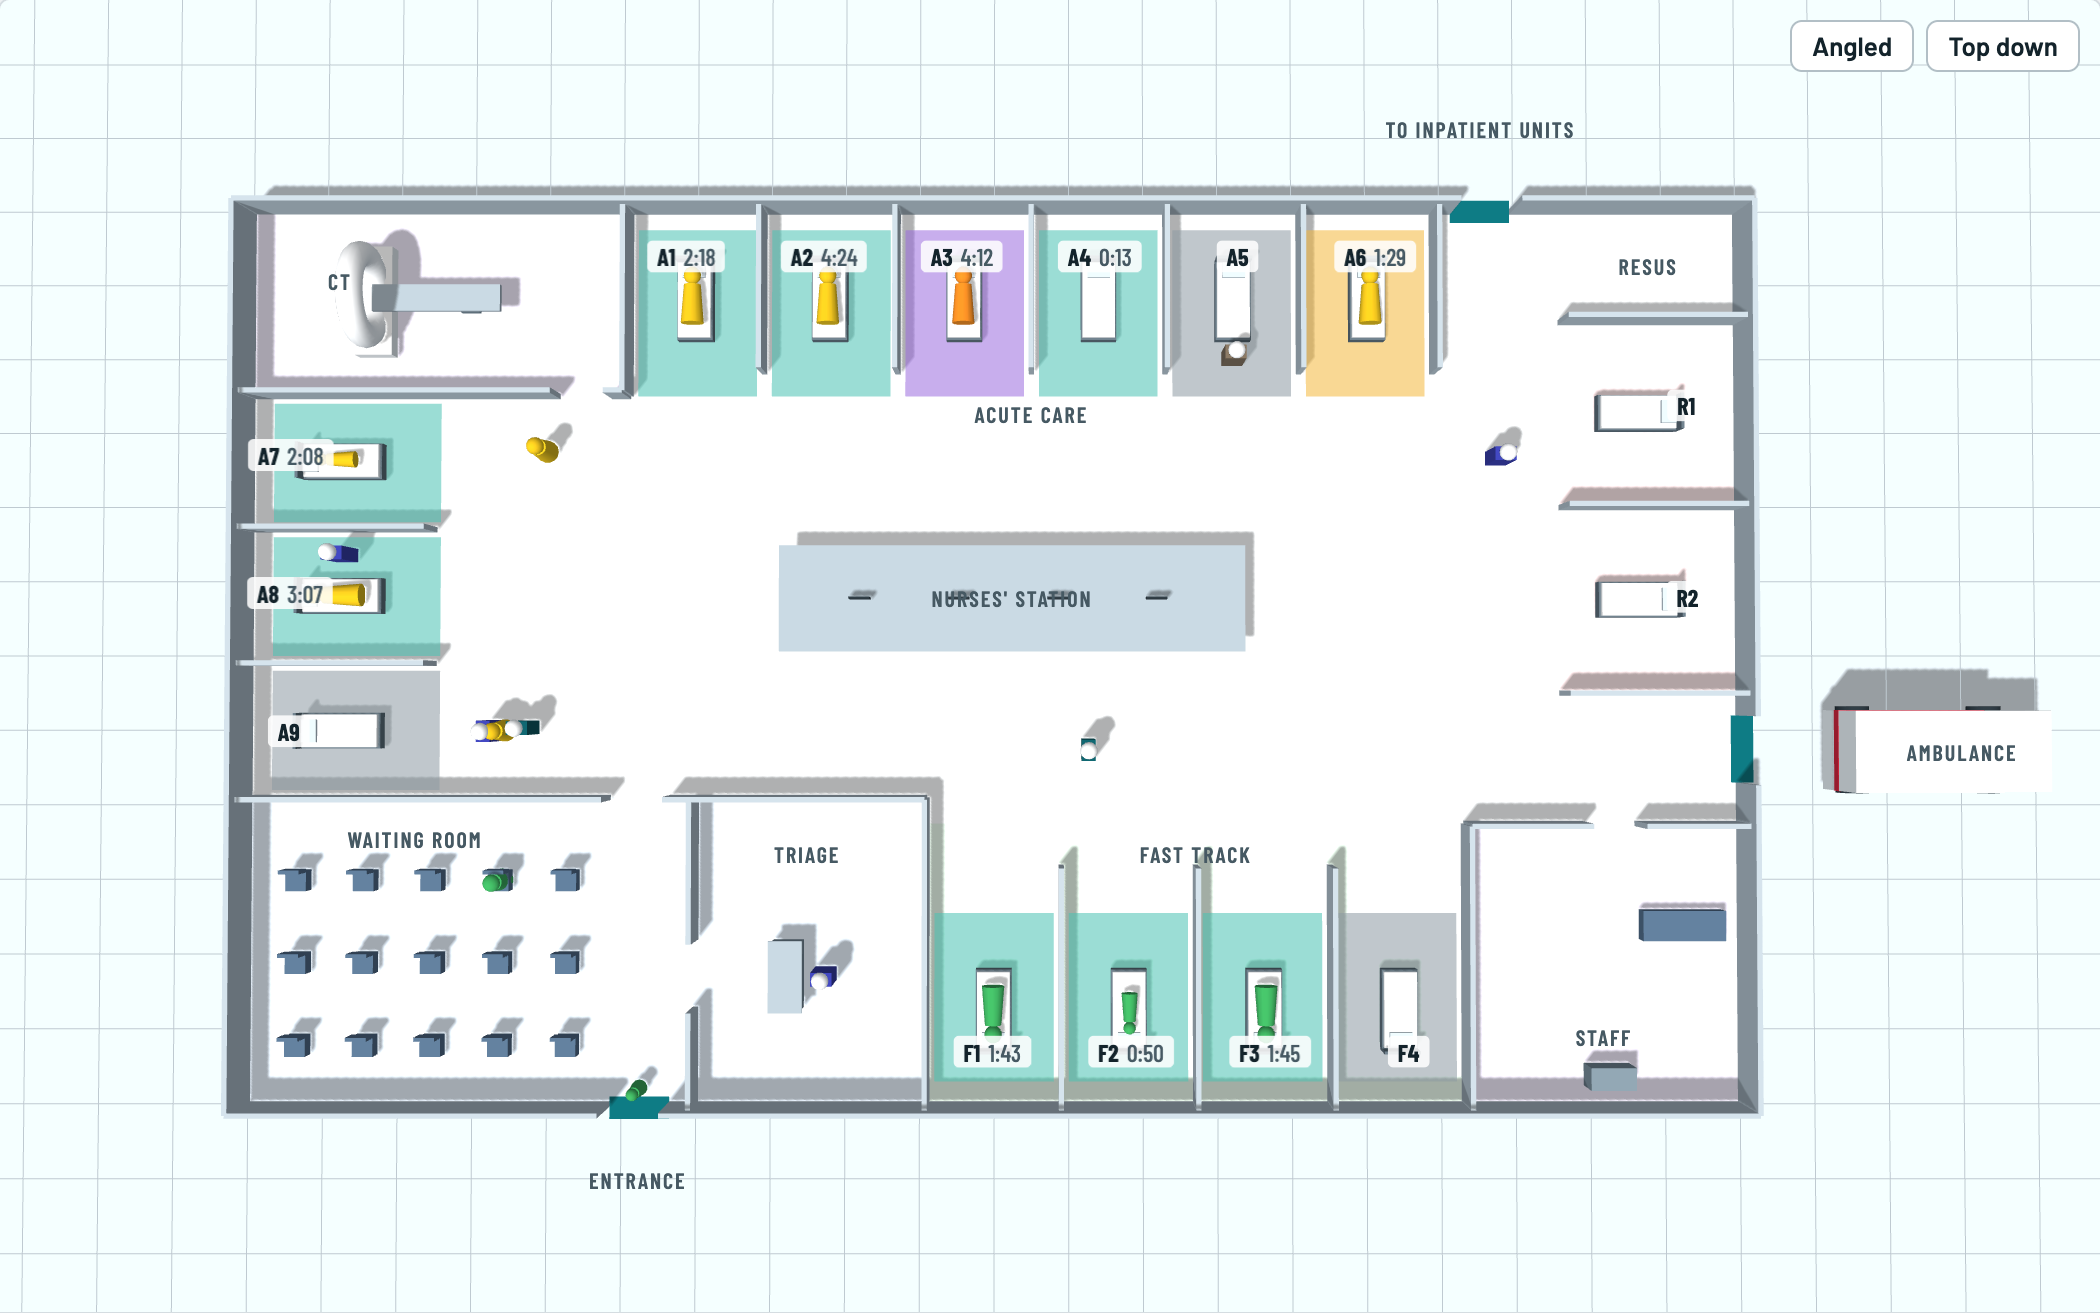 Angled
Top down
TO INPATIENT UNITS
CT
A1 2:18
A2 4:24
A3 4:12
A4 0:13
A5
A6 1:29
RESUS
ACUTE CARE
R1
A7 2:08
A8 3:07
NURSES' STATION
R2
A9
AMBULANCE
WAITING ROOM
TRIAGE
FAST TRACK
F1 1:43
F2 0:50
F3 1:45
F4
STAFF
ENTRANCE